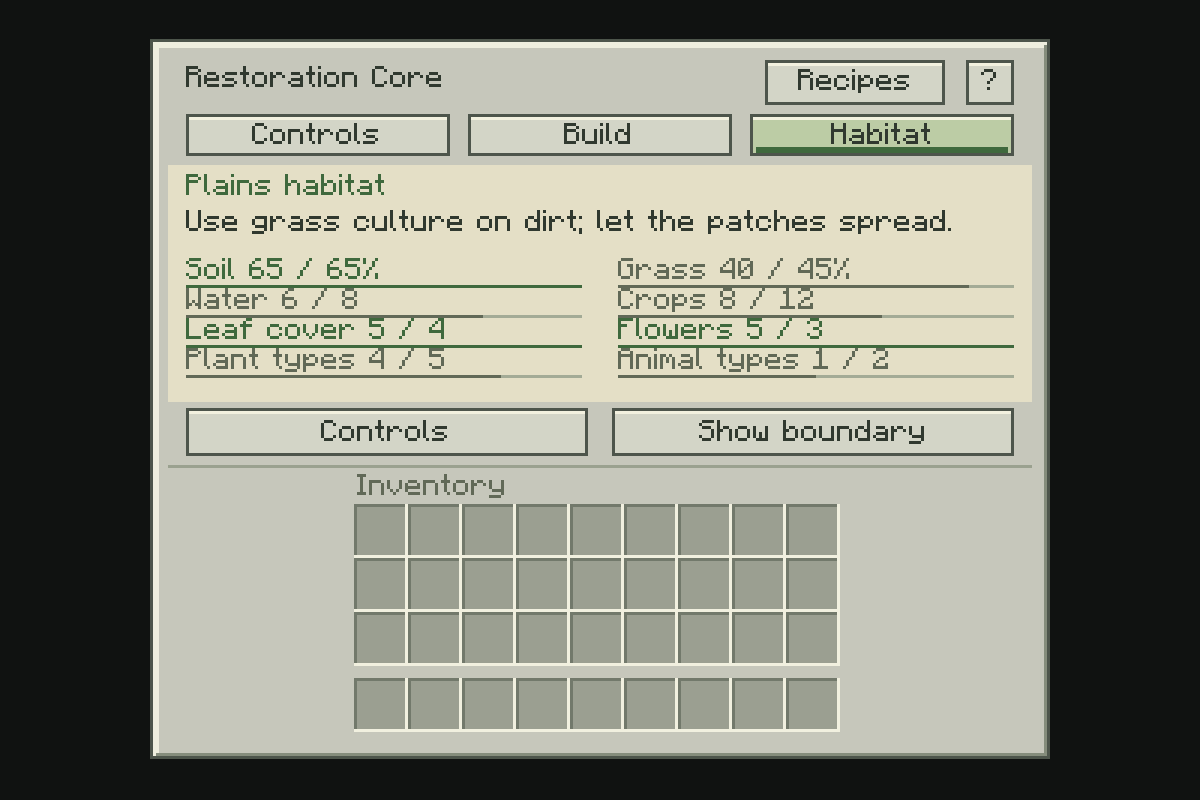 Restoration Core
Recipes
?
Controls
Build
Habitat
Plains habitat
Use grass culture on dirt; let the patches spread.
Soil 65 / 65%
Grass 40 / 45%
Water 6 / 8
Crops 8 / 12
Leaf cover 5 / 4
Flowers 5 / 3
Plant types 4 / 5
Animal types 1 / 2
Controls
Show boundary
Inventory